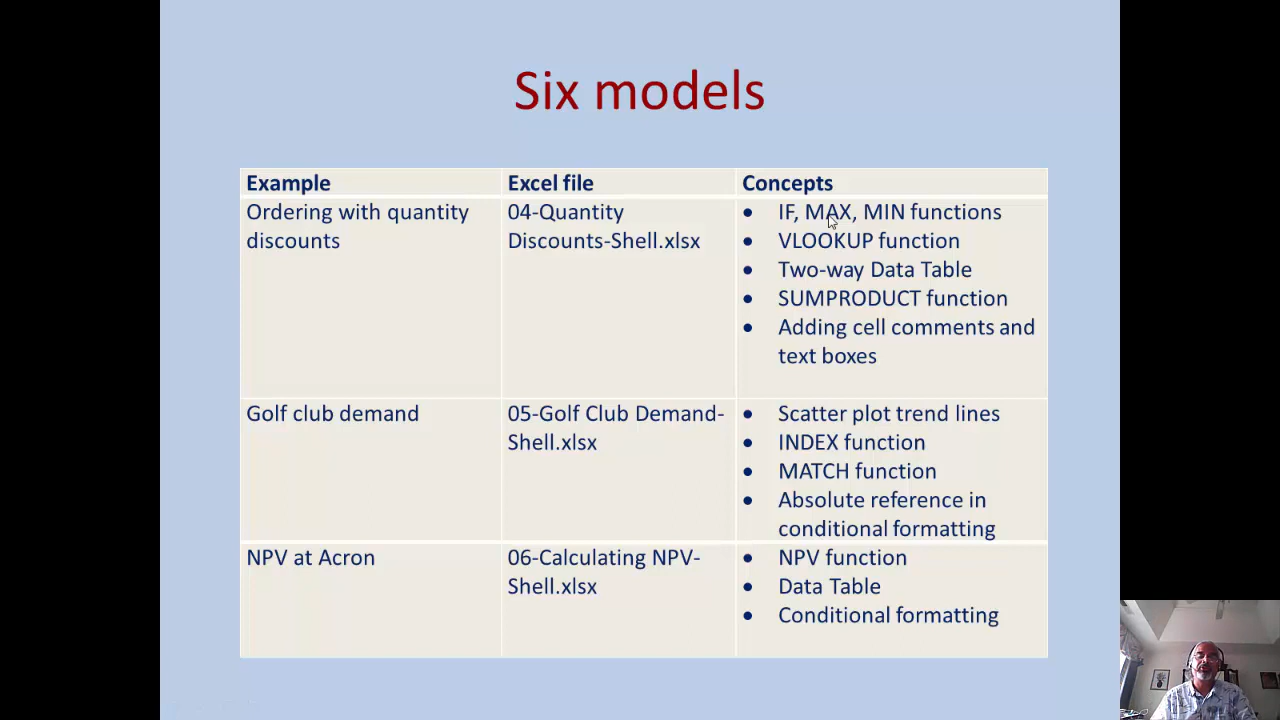 Six models
Example
Excel file
Concepts
Ordering with quantity
discounts
04-Quantity
Discounts-Shell.xlsx
• IF, MAX, MIN functions
• VLOOKUP function
• Two-way Data Table
• SUMPRODUCT function
• Adding cell comments and
text boxes
Golf club demand
05-Golf Club Demand-
Shell.xlsx
• Scatter plot trend lines
• INDEX function
• MATCH function
• Absolute reference in
conditional formatting
NPV at Acron
06-Calculating NPV-
Shell.xlsx
• NPV function
• Data Table
• Conditional formatting